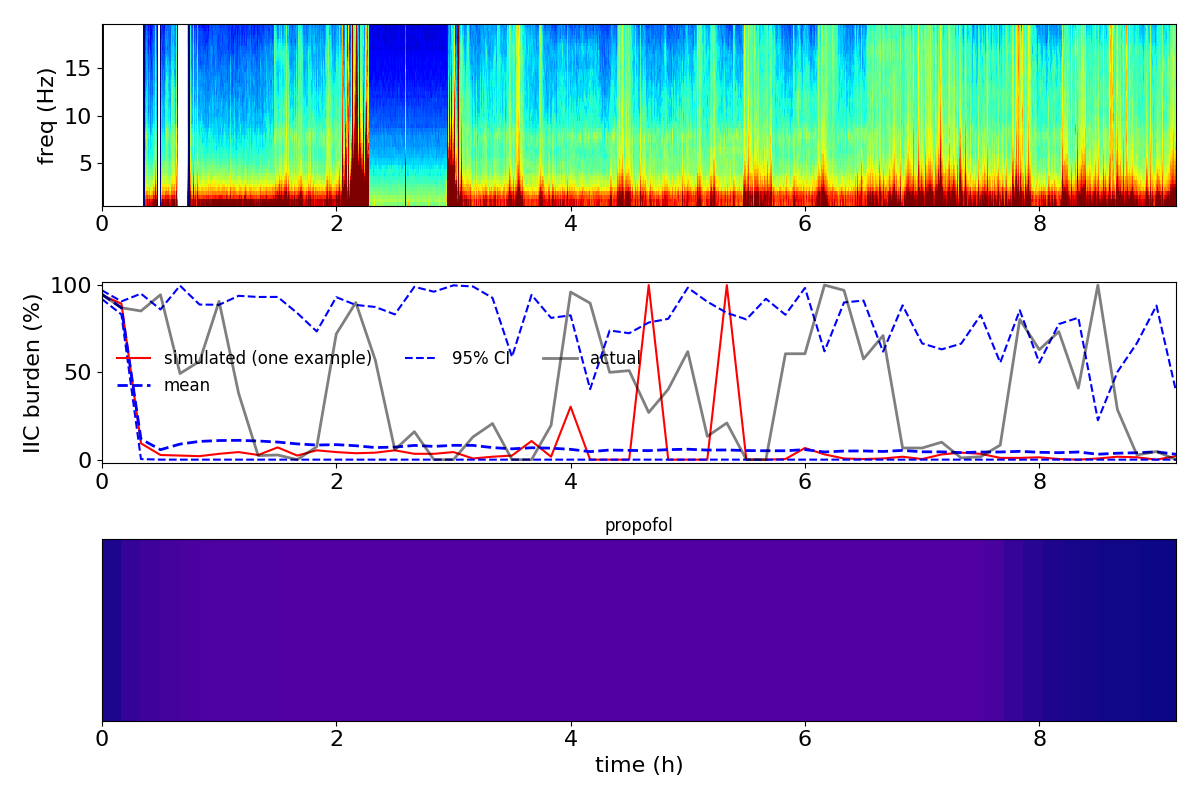 freq (Hz)
15
10
5
0 2 4 6 8
IIC burden (%)
100
50
0
simulated (one example) 95% CI actual
mean
0 2 4 6 8
propofol
0 2 4 6 8
time (h)